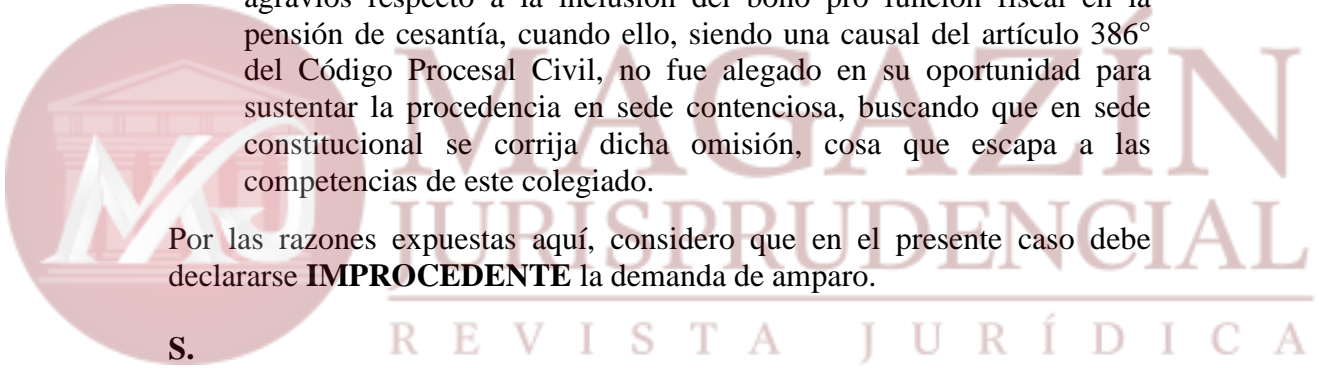 agravios respecto a la inclusión del bono pro función fiscal en la
pensión de cesantía, cuando ello, siendo una causal del artículo 386°
del Código Procesal Civil, no fue alegado en su oportunidad para
sustentar la procedencia en sede contenciosa, buscando que en sede
constitucional se corrija dicha omisión, cosa que escapa a las
competencias de este colegiado.
Por las razones expuestas aquí, considero que en el presente caso debe
declararse IMPROCEDENTE la demanda de amparo.
S.
MAGAZÍN
JURISPRUDENCIAL
REVISTA JURÍDICA